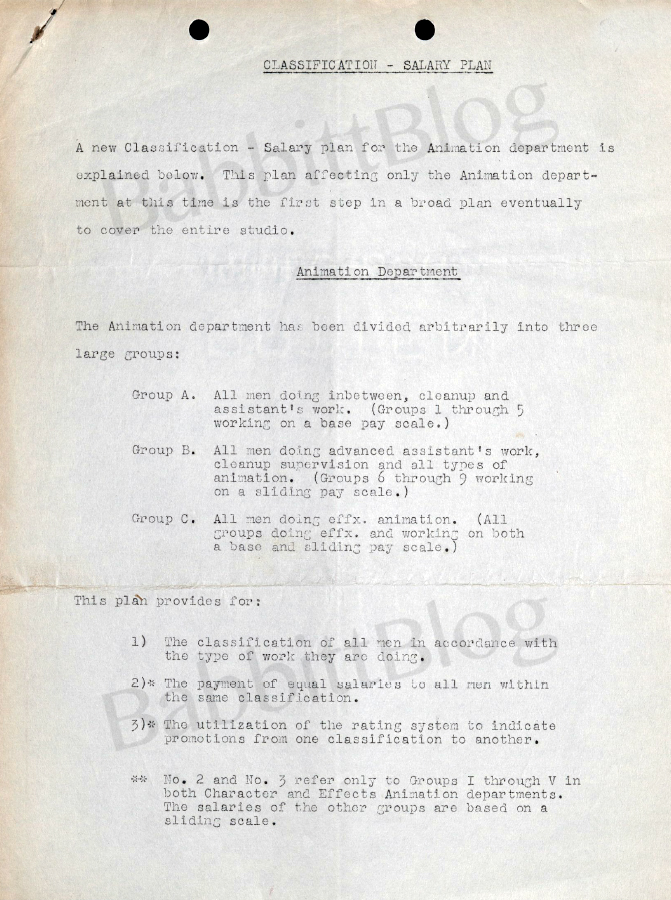 CLASSIFICATION - SALARY PLAN
A new Classification - Salary plan for the Animation department is
explained below. This plan affecting only the Animation depart-
ment at this time is the first step in a broad plan eventually
to cover the entire studio.
Animation Department
The Animation department has been divided arbitrarily into three
large groups:
Group A. All men doing inbetween, cleanup and
assistant's work. (Groups 1 through 5
working on a base pay scale.)
Group B. All men doing advanced assistant's work,
cleanup supervision and all types of
animation. (Groups 6 through 9 working
on a sliding pay scale.)
Group C. All men doing effx. animation. (All
groups doing effx. and working on both
a base and sliding pay scale.)
This plan provides for:
1) The classification of all men in accordance with
the type of work they are doing.
2)* The payment of equal salaries to all men within
the same classification.
3)* The utilization of the rating system to indicate
promotions from one classification to another.
** No. 2 and No. 3 refer only to Groups I through V in
both Character and Effects Animation departments.
The salaries of the other groups are based on a
sliding scale.
BabbittBlog
BabbittBlog